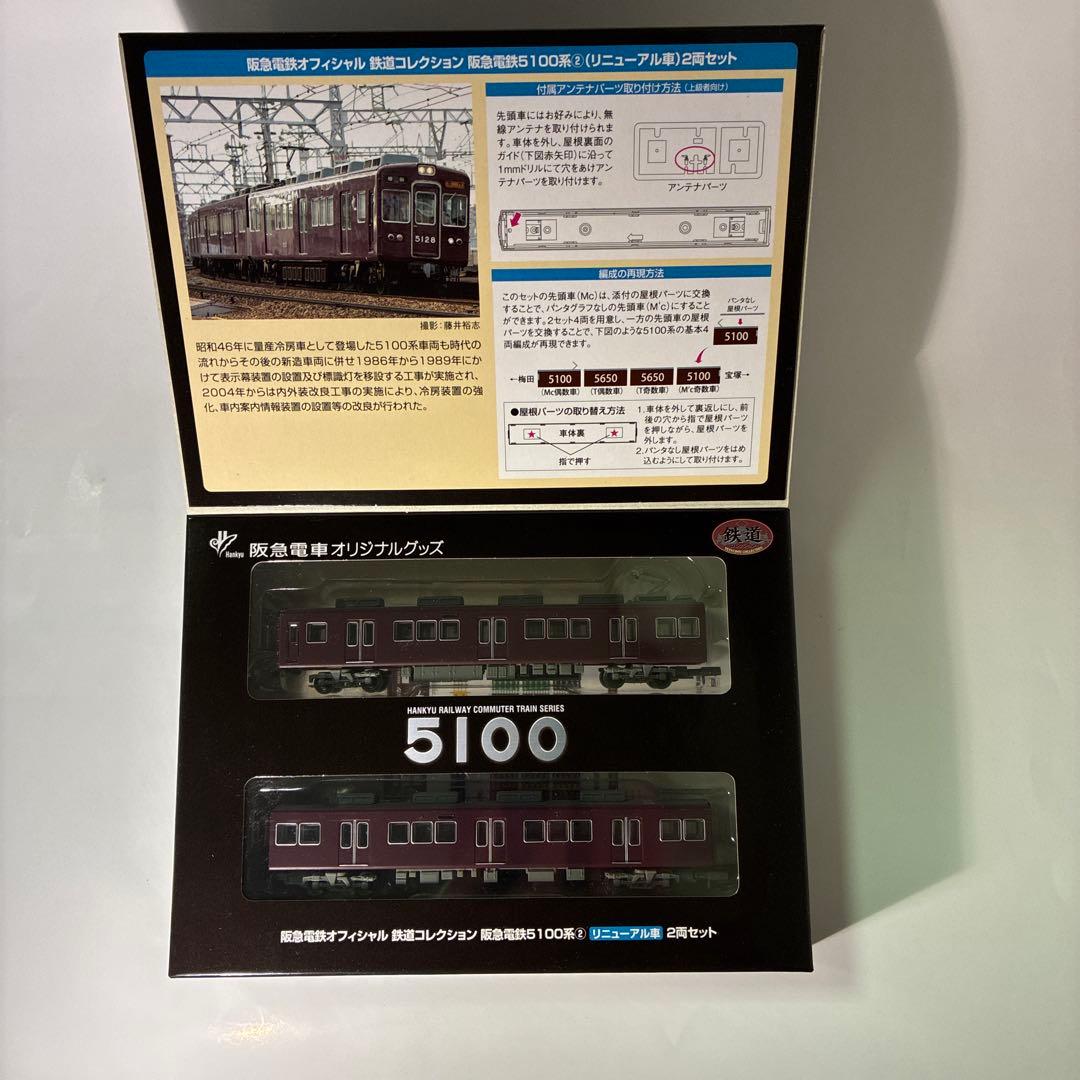 阪急電鉄オフィシャル 鉄道コレクション 阪急電鉄5100系②(リニューアル車)2両セット
5128
撮影:藤井裕志
昭和46年に量産冷房車として登場した5100系車両も時代の
流れからその後の新造車両に併せ1986年から1989年にか
けて表示幕装置の設置及び標識灯を移設する工事が実施され、
2004年からは内外装改良工事の実施により、冷房装置の強
化、車内案内情報装置の設置等の改良が行われた。
付属アンテナパーツ取り付け方法(上級者向け)
先頭車にはお好みにより、無
線アンテナを取り付けられま
す。車体を外し、屋根裏面の
ガイド(下図赤矢印)に沿って
1mmドリルにて穴をあけアン
テナパーツを取り付けます。
アンテナパーツ
編成の再現方法
このセットの先頭車(Mc)は、添付の屋根パーツに交換
することで、パンタグラフなしの先頭車(M'c)にすること
ができます。2セット4両を用意し、一方の先頭車の屋根
パーツを交換することで、下図のような5100系の基本4
両編成が再現できます。
パンタなし
屋根パーツ
5100
←梅田 5100 5650 5650 5100 宝塚→
(Mc偶数車) (T偶数車) (T奇数車) (M'c奇数車)
●屋根パーツの取り替え方法
★ 車体裏 ★
指で押す
1.車体を外して裏返しにし、前
後の穴から指で屋根パーツ
を押しながら、屋根パーツを
外します。
2.パンタなし屋根パーツをはめ
込むようにして取り付けます。
Hankyu 阪急電車オリジナルグッズ
鉄道
HANKYU RAILWAY COMMUTER TRAIN SERIES
5100
阪急電鉄オフィシャル 鉄道コレクション 阪急電鉄5100系② リニューアル車 2両セット